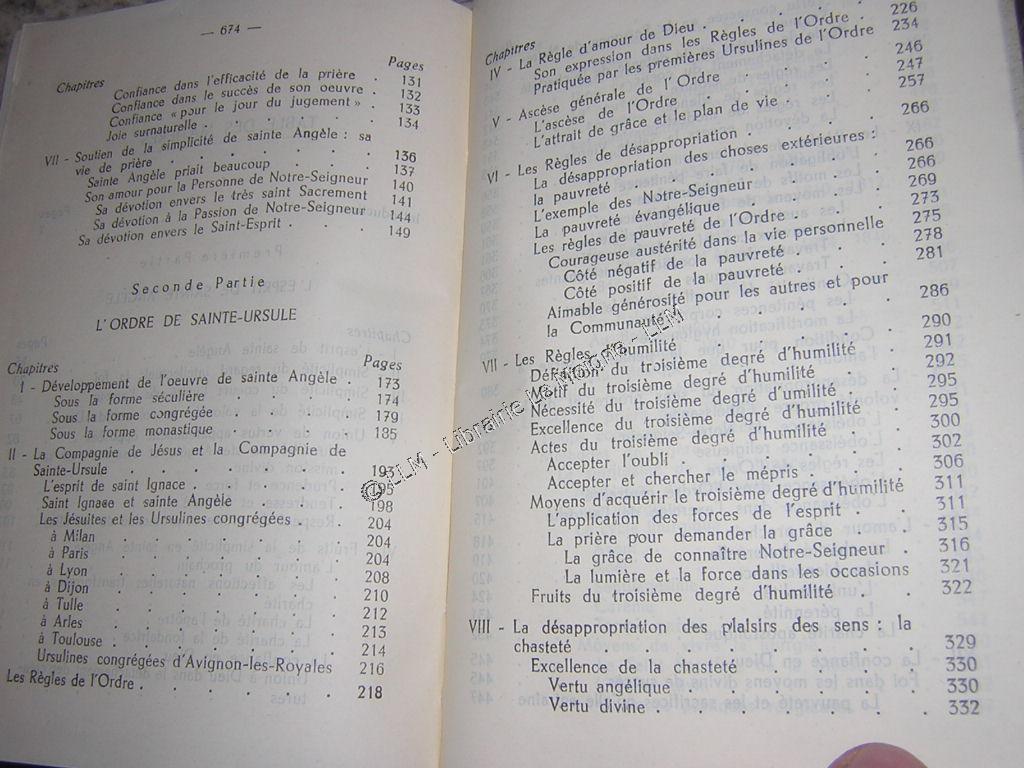 — 674 —
Chapitres Pages
Confiance dans l'efficacité de la prière . 131
Confiance dans le succès de son oeuvre . 132
Confiance « pour le jour du jugement » . 133
Joie surnaturelle . . . . . . 134
VII - Soutien de la simplicité de sainte Angèle : sa
vie de prière . . . . . . . 136
Sainte Angèle priait beaucoup . . . 137
Son amour pour la Personne de Notre-Seigneur 140
Sa dévotion envers le très saint Sacrement 141
Sa dévotion à la Passion de Notre-Seigneur 144
Sa dévotion envers le Saint-Esprit . . . 149
Seconde Partie
L'ORDRE DE SAINTE-URSULE
Chapitres Pages
I - Développement de l'oeuvre de sainte Angèle . 173
Sous la forme séculière . . . . 174
Sous la forme congrégée . . . . 179
Sous la forme monastique . . . . 185
II - La Compagnie de Jésus et la Compagnie de
Sainte-Ursule . . . . . . 193
L'esprit de saint Ignace . . . . 195
Saint Ignace et sainte Angèle . . . 198
Les Jésuites et les Ursulines congrégées . 204
à Milan . . . . . . 204
à Paris . . . . . . 204
à Lyon . . . . . . 208
à Dijon . . . . . . 210
à Tulle . . . . . . 212
à Arles . . . . . . 213
à Toulouse . . . . . . 214
Ursulines congrégées d'Avignon-les-Royales 216
Les Règles de l'Ordre . . . . . . 218
Chapitres
IV - La Règle d'amour de Dieu . . . . 226
Son expression dans les Règles de l'Ordre . 234
Pratiquée par les premières Ursulines de l'Ordre
V - Ascèse générale de l'Ordre . . . . 246
L'ascèse de l'Ordre . . . . . 247
L'attrait de grâce et le plan de vie . . 257
VI - Les Règles de désappropriation . . . 266
La désappropriation des choses extérieures :
la pauvreté . . . . . . 266
L'exemple des Notre-Seigneur . . . 266
La pauvreté évangélique . . . . 269
Les règles de pauvreté de l'Ordre . . . 273
Courageuse austérité dans la vie personnelle 275
Côté négatif de la pauvreté . . . 278
Côté positif de la pauvreté . . . 281
Aimable générosité pour les autres et pour
la Communauté . . . . . 286
VII - Les Règles d'humilité . . . . 290
Définition du troisième degré d'humilité . 291
Motif du troisième degré d'humilité . . 292
Nécessité du troisième degré d'umilité . 295
Excellence du troisième degré d'humilité . 295
Actes du troisième degré d'humilité . . 300
Accepter l'oubli . . . . . 302
Accepter et chercher le mépris . . . 306
Moyens d'acquérir le troisième degré d'humilité 311
L'application des forces de l'esprit . . 311
La prière pour demander la grâce . . 315
La grâce de connaître Notre-Seigneur . 316
La lumière et la force dans les occasions 321
Fruits du troisième degré d'humilité . . 322
VIII - La désappropriation des plaisirs des sens : la
chasteté . . . . . . . 329
Excellence de la chasteté . . . . 330
Vertu angélique . . . . . . 330
Vertu divine . . . . . . . 332
© LLM - Librairie Le Moigne - LLM